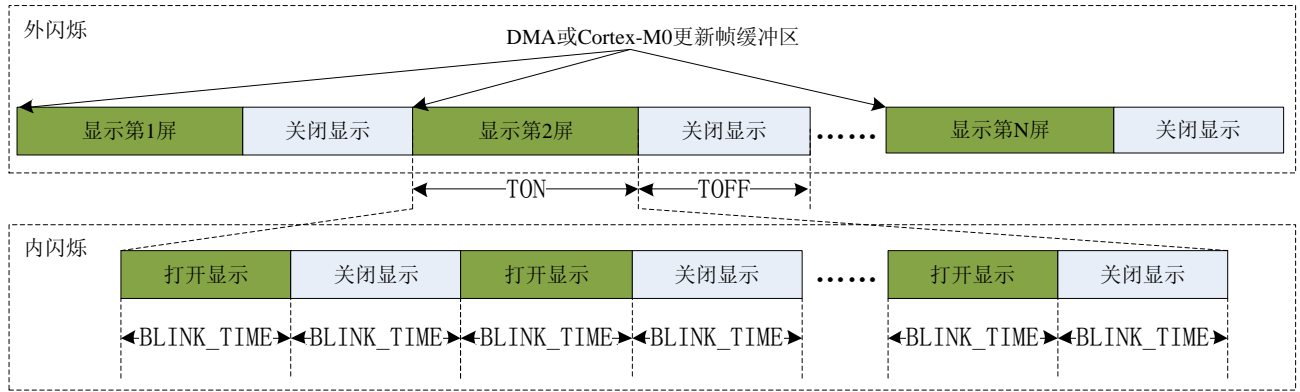 外闪烁
DMA或Cortex-M0更新帧缓冲区
显示第1屏 关闭显示 显示第2屏 关闭显示 …… 显示第N屏 关闭显示
TON TOFF
内闪烁
打开显示 关闭显示 打开显示 关闭显示 …… 打开显示 关闭显示
BLINK_TIME BLINK_TIME BLINK_TIME BLINK_TIME BLINK_TIME BLINK_TIME